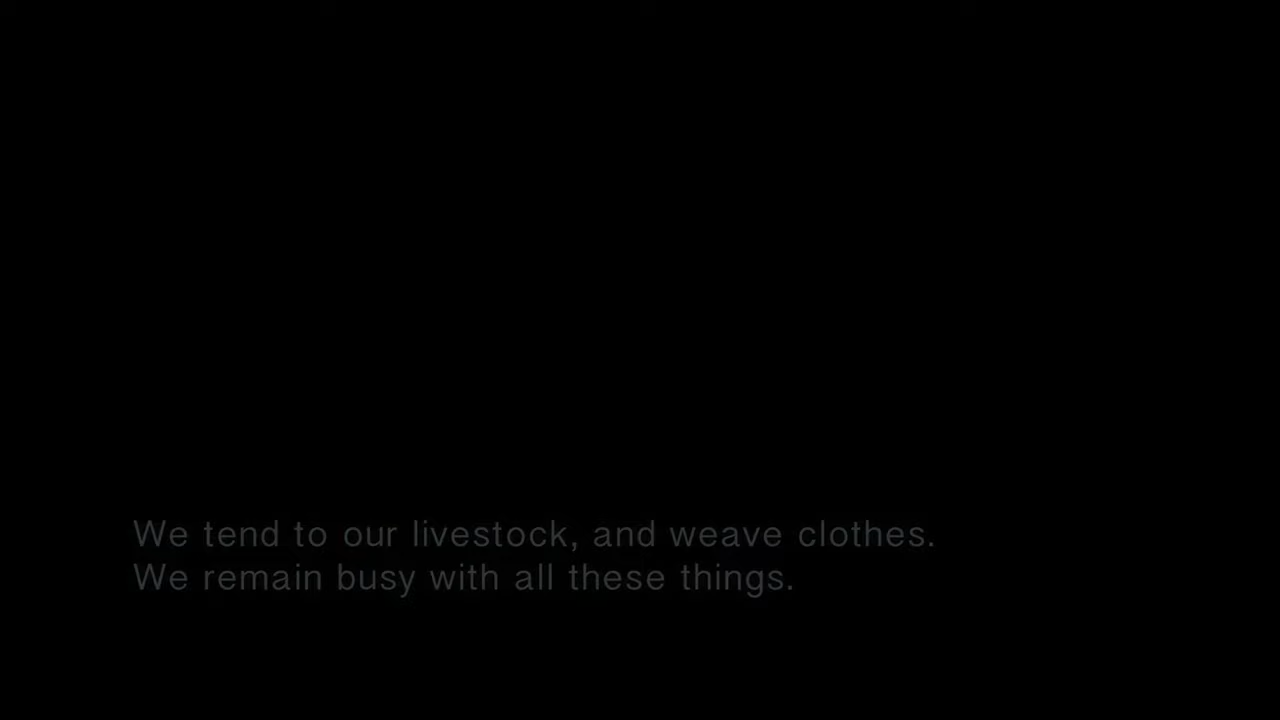 We tend to our livestock, and weave clothes.
We remain busy with all these things.